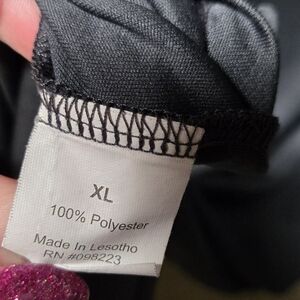 XL
100% Polyester
Made In Lesotho
RN #098223